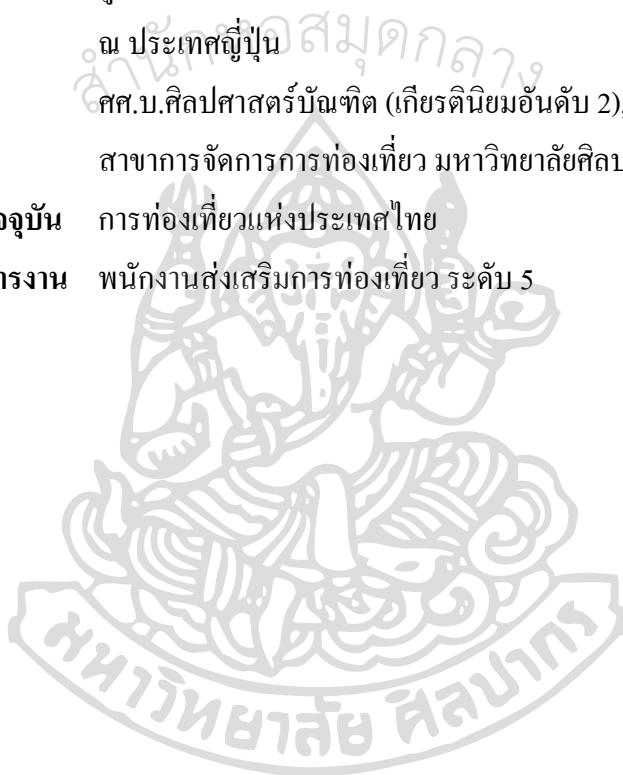 ณ ประเทศญี่ปุ่น
สำนักหอสมุดกลาง
ศศ.บ.ศิลปศาสตร์บัณฑิต (เกียรตินิยมอันดับ 2),
สาขาการจัดการการท่องเที่ยว มหาวิทยาลัยศิลป
จจุบัน การท่องเที่ยวแห่งประเทศไทย
ารงาน พนักงานส่งเสริมการท่องเที่ยว ระดับ 5
มหาวิทยาลัย ศิลปากร